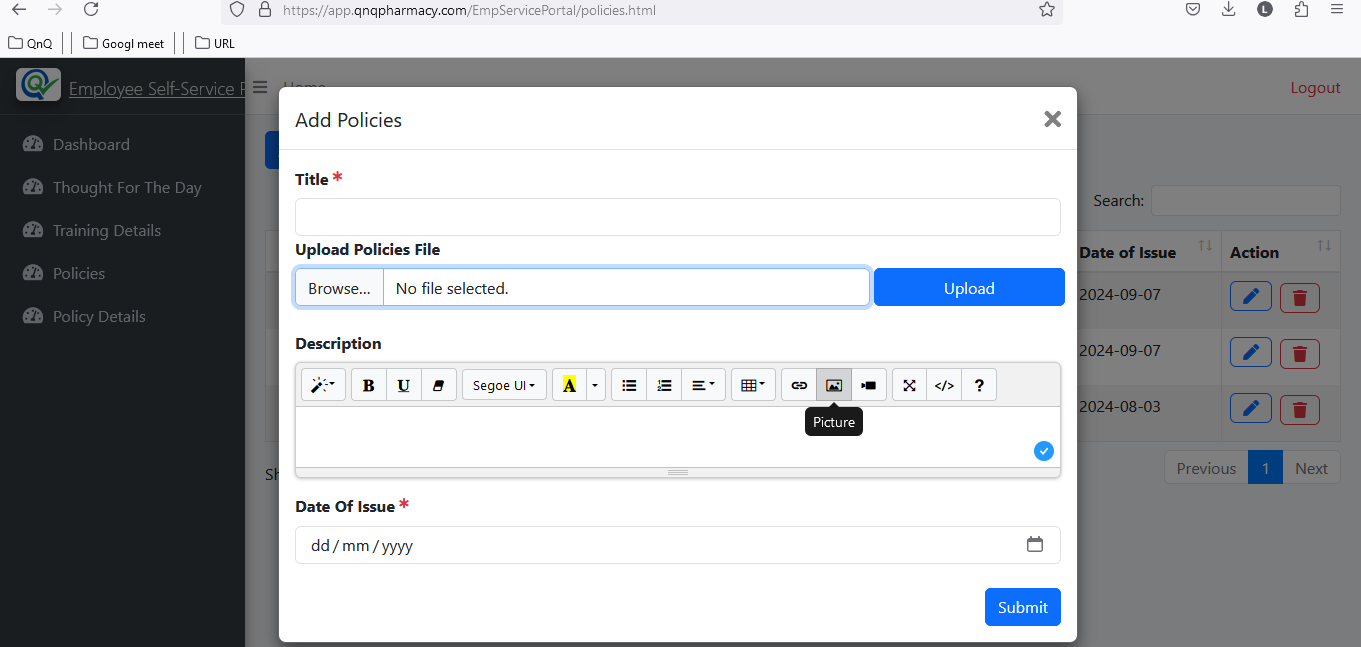 https://app.qnqpharmacy.com/EmpServicePortal/policies.html
L
QnQ
Googl meet
URL
Employee Self-Service P
Home
Logout
Add Policies
Dashboard
Thought For The Day
Training Details
Policies
Policy Details
Title *
Search:
Upload Policies File
Date of Issue
Action
Browse...
No file selected.
Upload
2024-09-07
Description
2024-09-07
B
U
Segoe UI
A
</>
?
2024-08-03
Picture
Sh
Previous
1
Next
Date Of Issue *
dd / mm / yyyy
Submit